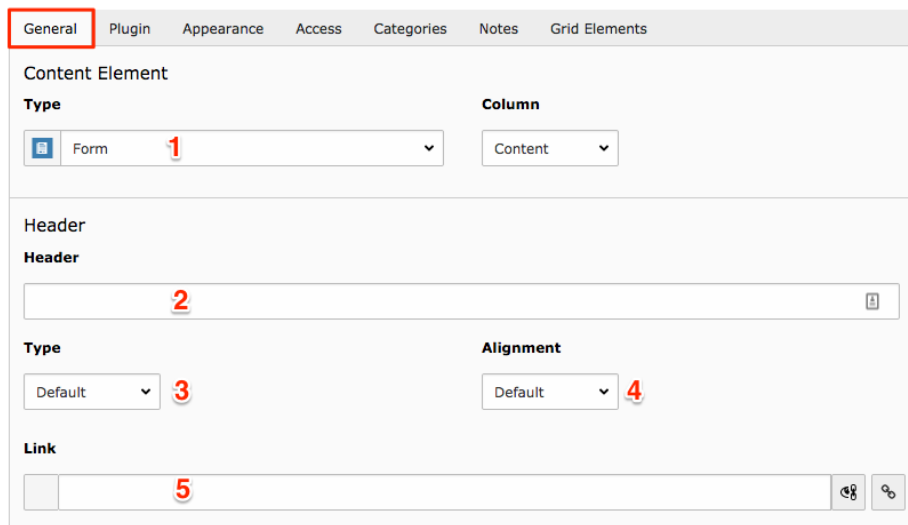 General Plugin Appearance Access Categories Notes Grid Elements
Content Element
Type Column
Form 1 Content
Header
Header
2
Type Alignment
Default 3 Default 4
Link
5